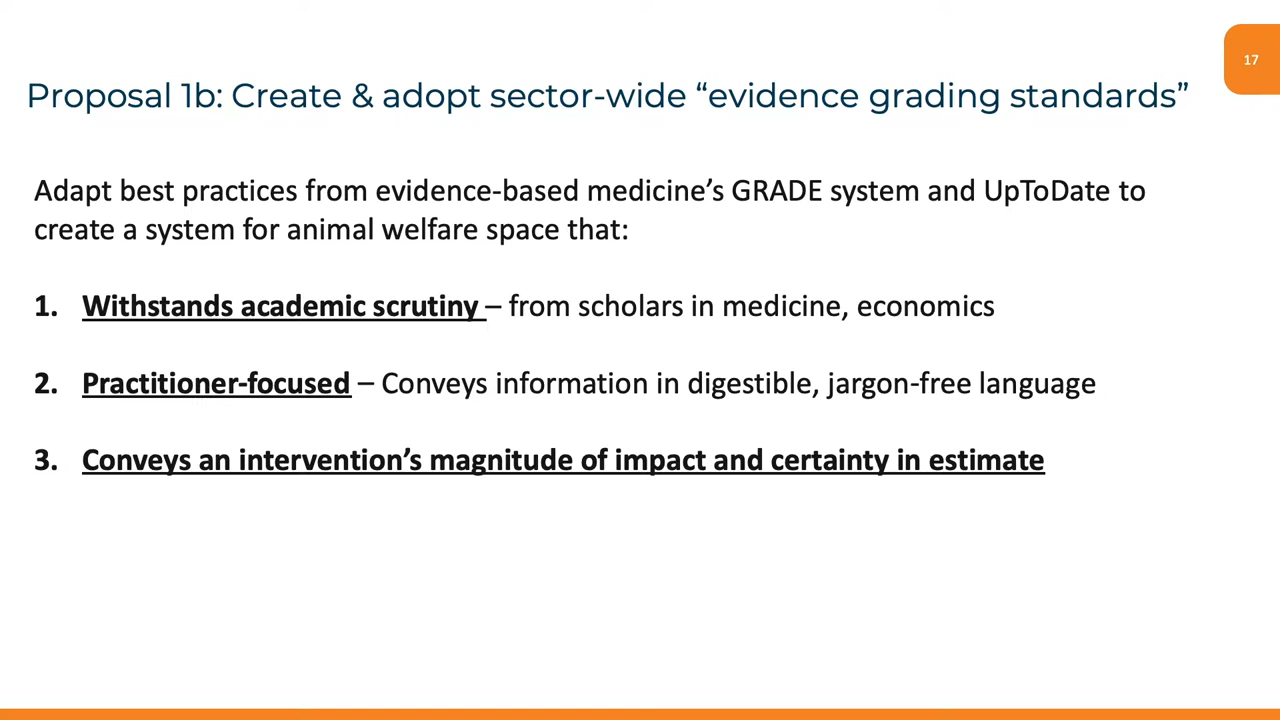 17
Proposal 1b: Create & adopt sector-wide “evidence grading standards”
Adapt best practices from evidence-based medicine’s GRADE system and UpToDate to
create a system for animal welfare space that:
1. Withstands academic scrutiny – from scholars in medicine, economics
2. Practitioner-focused – Conveys information in digestible, jargon-free language
3. Conveys an intervention’s magnitude of impact and certainty in estimate